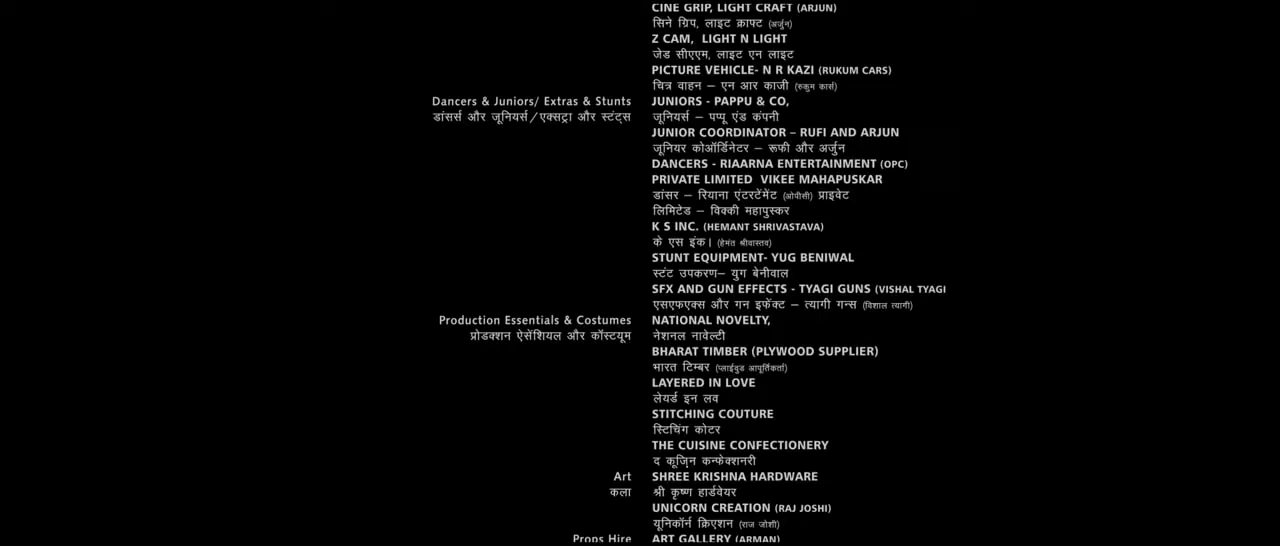 CINE GRIP, LIGHT CRAFT (ARJUN)
सिने ग्रिप, लाइट क्राफ्ट (अर्जुन)
Z CAM, LIGHT N LIGHT
जेड सीएएम, लाइट एन लाइट
PICTURE VEHICLE- N R KAZI (RUKUM CARS)
चित्र वाहन – एन आर काजी (रुकुम कार्स)
Dancers & Juniors/ Extras & Stunts JUNIORS - PAPPU & CO,
डांसर्स और जूनियर्स/एक्सट्रा और स्टंट्स जूनियर्स – पप्पू एंड कंपनी
JUNIOR COORDINATOR – RUFI AND ARJUN
जूनियर कोऑर्डिनेटर – रूफी और अर्जुन
DANCERS - RIAARNA ENTERTAINMENT (OPC)
PRIVATE LIMITED VIKEE MAHAPUSKAR
डांसर – रियाना एंटरटेंमेंट (ओपीसी) प्राइवेट
लिमिटेड – विक्की महापुस्कर
K S INC. (HEMANT SHRIVASTAVA)
के एस इंक। (हेमंत श्रीवास्तव)
STUNT EQUIPMENT- YUG BENIWAL
स्टंट उपकरण– युग बेनीवाल
SFX AND GUN EFFECTS - TYAGI GUNS (VISHAL TYAGI
एसएफएक्स और गन इफेंक्ट – त्यागी गन्स (विशाल त्यागी)
Production Essentials & Costumes NATIONAL NOVELTY,
प्रोडक्शन ऐसेंशियल और कॉस्टयूम नेशनल नावेल्टी
BHARAT TIMBER (PLYWOOD SUPPLIER)
भारत टिम्बर (प्लाईवुड आपूर्तिकर्ता)
LAYERED IN LOVE
लेयर्ड इन लव
STITCHING COUTURE
स्टिचिंग कोटर
THE CUISINE CONFECTIONERY
द कूज़िन कन्फेक्शनरी
Art SHREE KRISHNA HARDWARE
कला श्री कृष्ण हार्डवेयर
UNICORN CREATION (RAJ JOSHI)
यूनिकॉर्न क्रिएशन (राज जोशी)
Props Hire ART GALLERY (ARMAN)